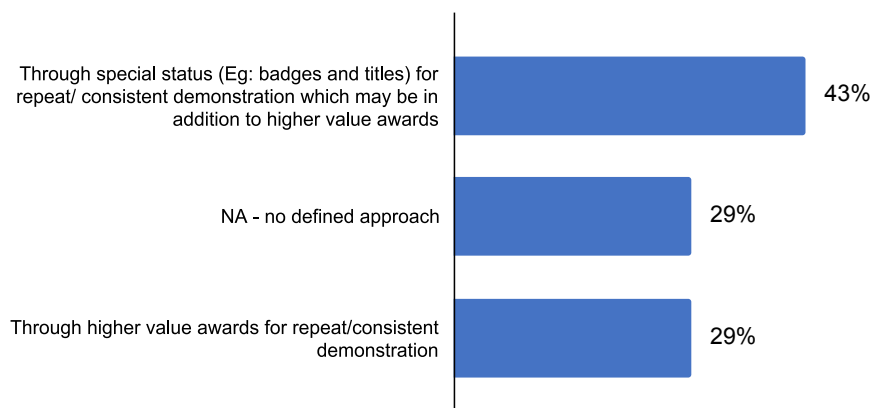 Through special status (Eg: badges and titles) for
repeat/ consistent demonstration which may be in
addition to higher value awards
43%
NA - no defined approach
29%
Through higher value awards for repeat/consistent
demonstration
29%